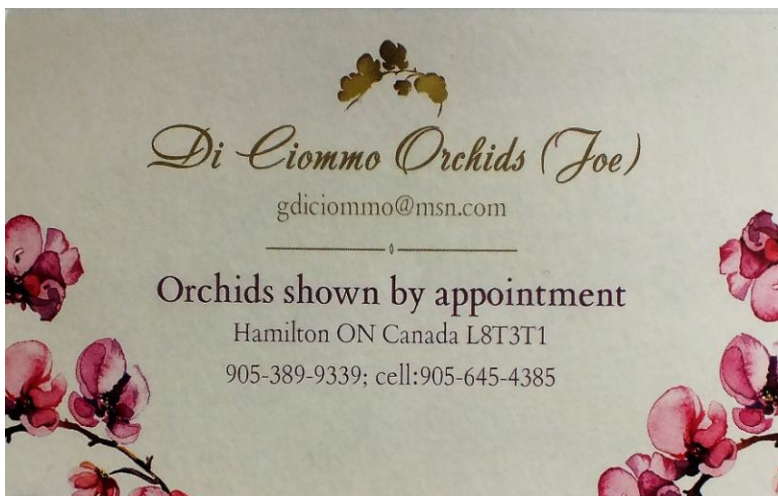 Di Ciommo Orchids (Joe)
gdiciommo@msn.com
Orchids shown by appointment
Hamilton ON Canada L8T3T1
905-389-9339; cell:905-645-4385